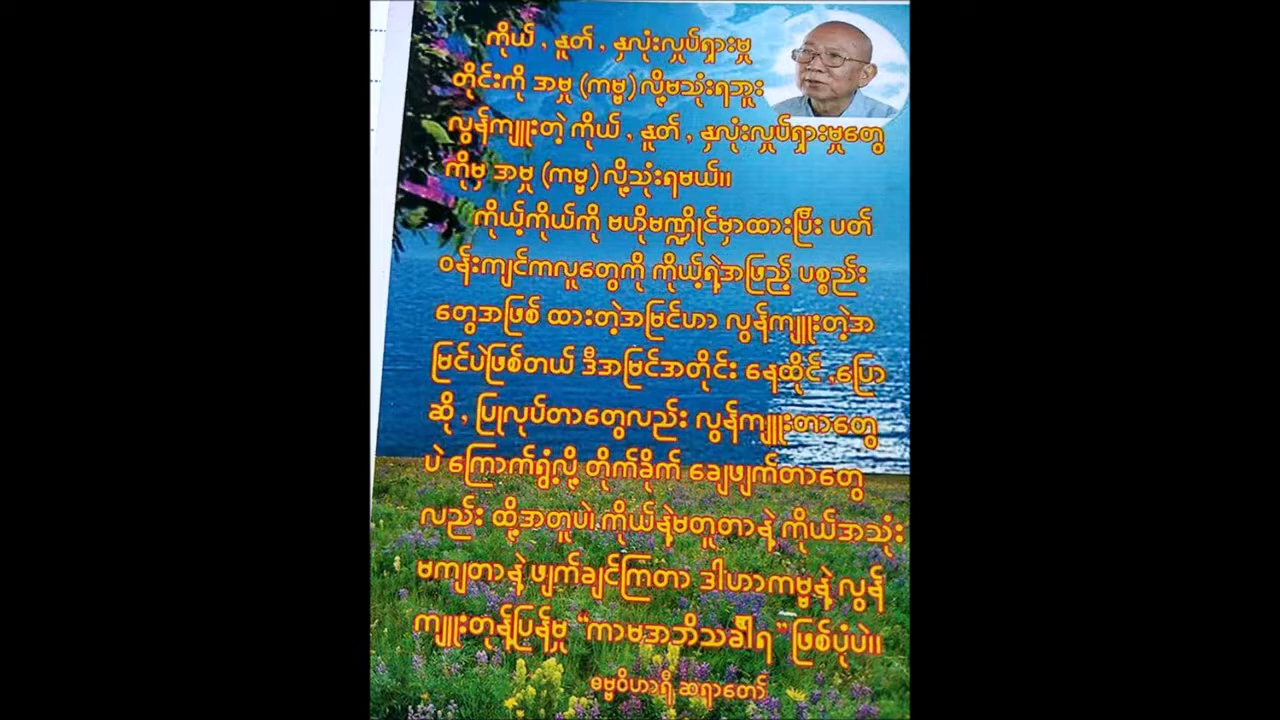 ကိုယ် , နှုတ် , နှလုံးလှုပ်ရှားမှု
တိုင်းကို အမှု (ကမ္မ) လို့မသုံးရဘူး
လွန်ကျူးတဲ့ ကိုယ် , နှုတ် , နှလုံးလှုပ်ရှားမှုတွေ
ကိုမှ အမှု (ကမ္မ) လို့သုံးရမယ်။
ကိုယ့်ကိုယ်ကို ဗဟိုမဏ္ဍိုင်မှာထားပြီး ပတ်
ဝန်းကျင်ကလူတွေကို ကိုယ့်ရဲ့အဖြည့် ပစ္စည်း
တွေအဖြစ် ထားတဲ့အမြင်ဟာ လွန်ကျူးတဲ့အ
မြင်ပဲဖြစ်တယ် ဒီအမြင်အတိုင်း နေထိုင် ,ပြော
ဆို , ပြုလုပ်တာတွေလည်း လွန်ကျူးတာတွေ
ပဲ ကြောက်ရွံ့လို့ တိုက်ခိုက် ချေဖျက်တာတွေ
လည်း ထို့အတူပဲ၊ ကိုယ်နဲ့မတူတာနဲ့ ကိုယ်အသုံး
မကျတာနဲ့ ဖျက်ချင်ကြတာ ဒါဟာကမ္မနဲ့ လွန်
ကျူးတုန့်ပြန်မှု “ကာမအဘိသင်္ခါရ” ဖြစ်ပုံပဲ။
ဓမ္မဝိဟာရီ ဆရာတော်